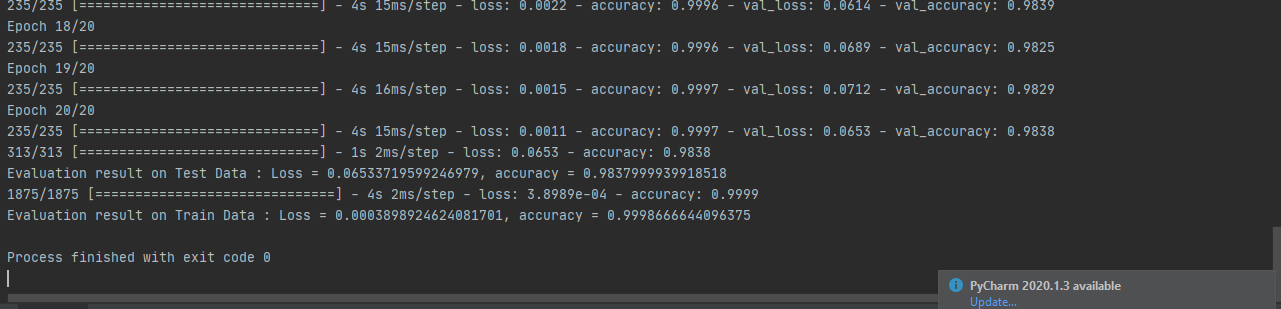 235/235 [==============================] - 4s 15ms/step - loss: 0.0022 - accuracy: 0.9996 - val_loss: 0.0614 - val_accuracy: 0.9839
Epoch 18/20
235/235 [==============================] - 4s 15ms/step - loss: 0.0018 - accuracy: 0.9996 - val_loss: 0.0689 - val_accuracy: 0.9825
Epoch 19/20
235/235 [==============================] - 4s 16ms/step - loss: 0.0015 - accuracy: 0.9997 - val_loss: 0.0712 - val_accuracy: 0.9829
Epoch 20/20
235/235 [==============================] - 4s 15ms/step - loss: 0.0011 - accuracy: 0.9997 - val_loss: 0.0653 - val_accuracy: 0.9838
313/313 [==============================] - 1s 2ms/step - loss: 0.0653 - accuracy: 0.9838
Evaluation result on Test Data : Loss = 0.06533719599246979, accuracy = 0.9837999939918518
1875/1875 [==============================] - 4s 2ms/step - loss: 3.8989e-04 - accuracy: 0.9999
Evaluation result on Train Data : Loss = 0.0003898924624081701, accuracy = 0.9998666644096375
Process finished with exit code 0
PyCharm 2020.1.3 available
Update...